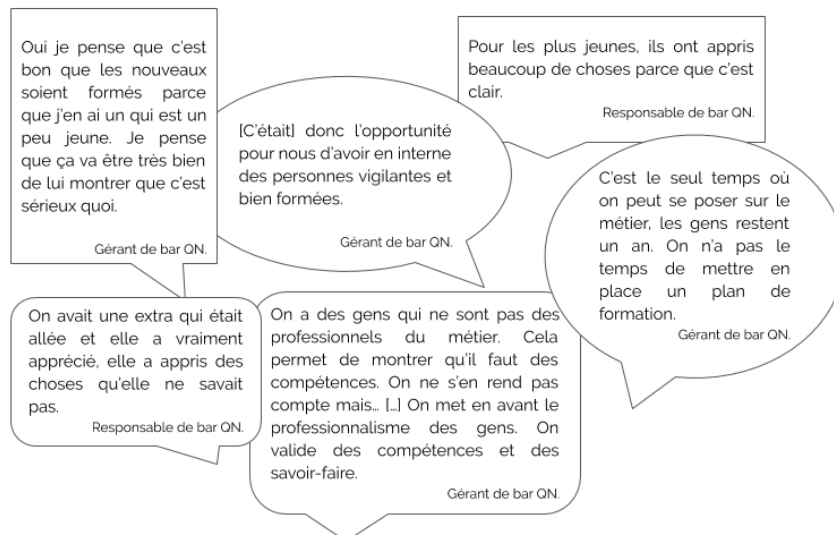 Oui je pense que c'est
bon que les nouveaux
soient formés parce
que j'en ai un qui est un
peu jeune. Je pense
que ça va être très bien
de lui montrer que c'est
sérieux quoi.
Gérant de bar QN.
[C'était] donc l'opportunité
pour nous d'avoir en interne
des personnes vigilantes et
bien formées.
Gérant de bar QN.
Pour les plus jeunes, ils ont appris
beaucoup de choses parce que c'est
clair.
Responsable de bar QN.
C'est le seul temps où
on peut se poser sur le
métier, les gens restent
un an. On n'a pas le
temps de mettre en
place un plan de
formation.
Gérant de bar QN.
On avait une extra qui était
allée et elle a vraiment
apprécié, elle a appris des
choses qu'elle ne savait
pas.
Responsable de bar QN.
On a des gens qui ne sont pas des
professionnels du métier. Cela
permet de montrer qu'il faut des
compétences. On ne s'en rend pas
compte mais… […] On met en avant le
professionnalisme des gens. On
valide des compétences et des
savoir-faire.
Gérant de bar QN.